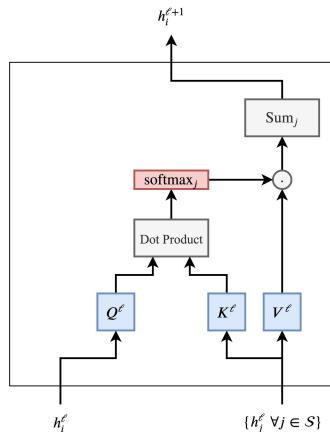 h_i^{ℓ+1}
Sum_j
softmax_j
.
Dot Product
Q^ℓ K^ℓ V^ℓ
h_i^ℓ {h_j^ℓ ∀j ∈ S}